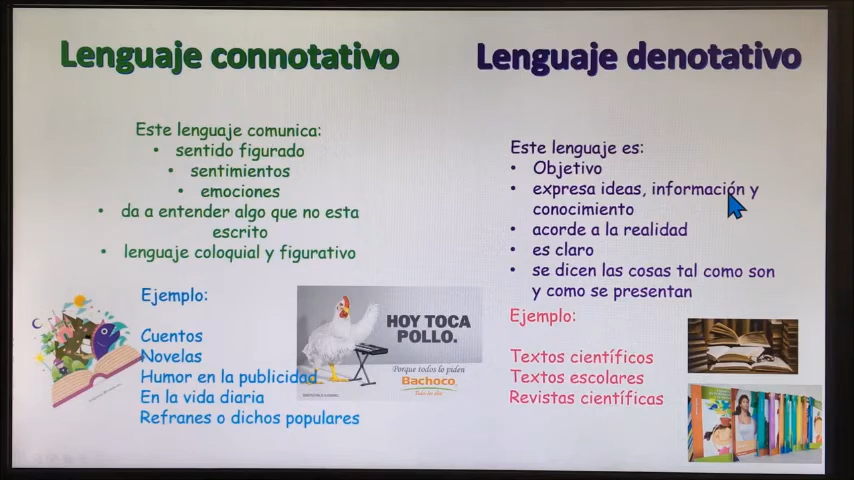 Lenguaje connotativo
Este lenguaje comunica:
• sentido figurado
• sentimientos
• emociones
• da a entender algo que no esta
escrito
• lenguaje coloquial y figurativo
Ejemplo:
Cuentos
Novelas
Humor en la publicidad
En la vida diaria
Refranes o dichos populares
HOY TOCA
POLLO.
Porque todos lo piden
Bachoco
Lenguaje denotativo
Este lenguaje es:
• Objetivo
• expresa ideas, información y
conocimiento
• acorde a la realidad
• es claro
• se dicen las cosas tal como son
y como se presentan
Ejemplo:
Textos científicos
Textos escolares
Revistas científicas